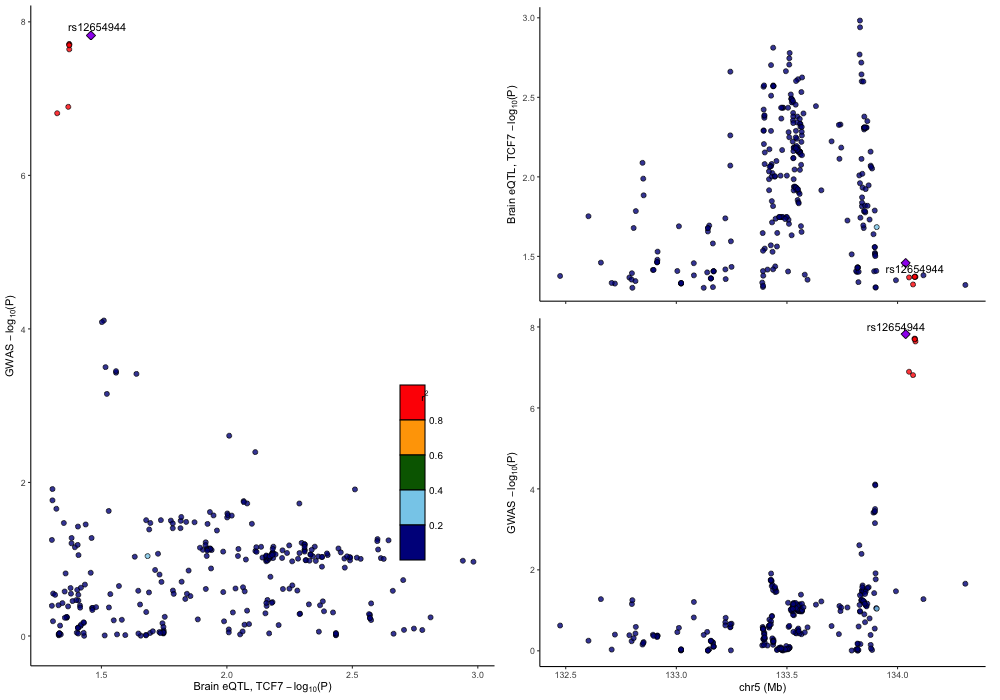 rs12654944
8
6
4
2
0
GWAS −log10(P)
1.5
2.0
2.5
3.0
Brain eQTL, TCF7 −log10(P)
r2
0.8
0.6
0.4
0.2
3.0
2.5
2.0
1.5
Brain eQTL, TCF7 −log10(P)
rs12654944
rs12654944
8
6
4
2
0
GWAS −log10(P)
132.5
133.0
133.5
134.0
chr5 (Mb)